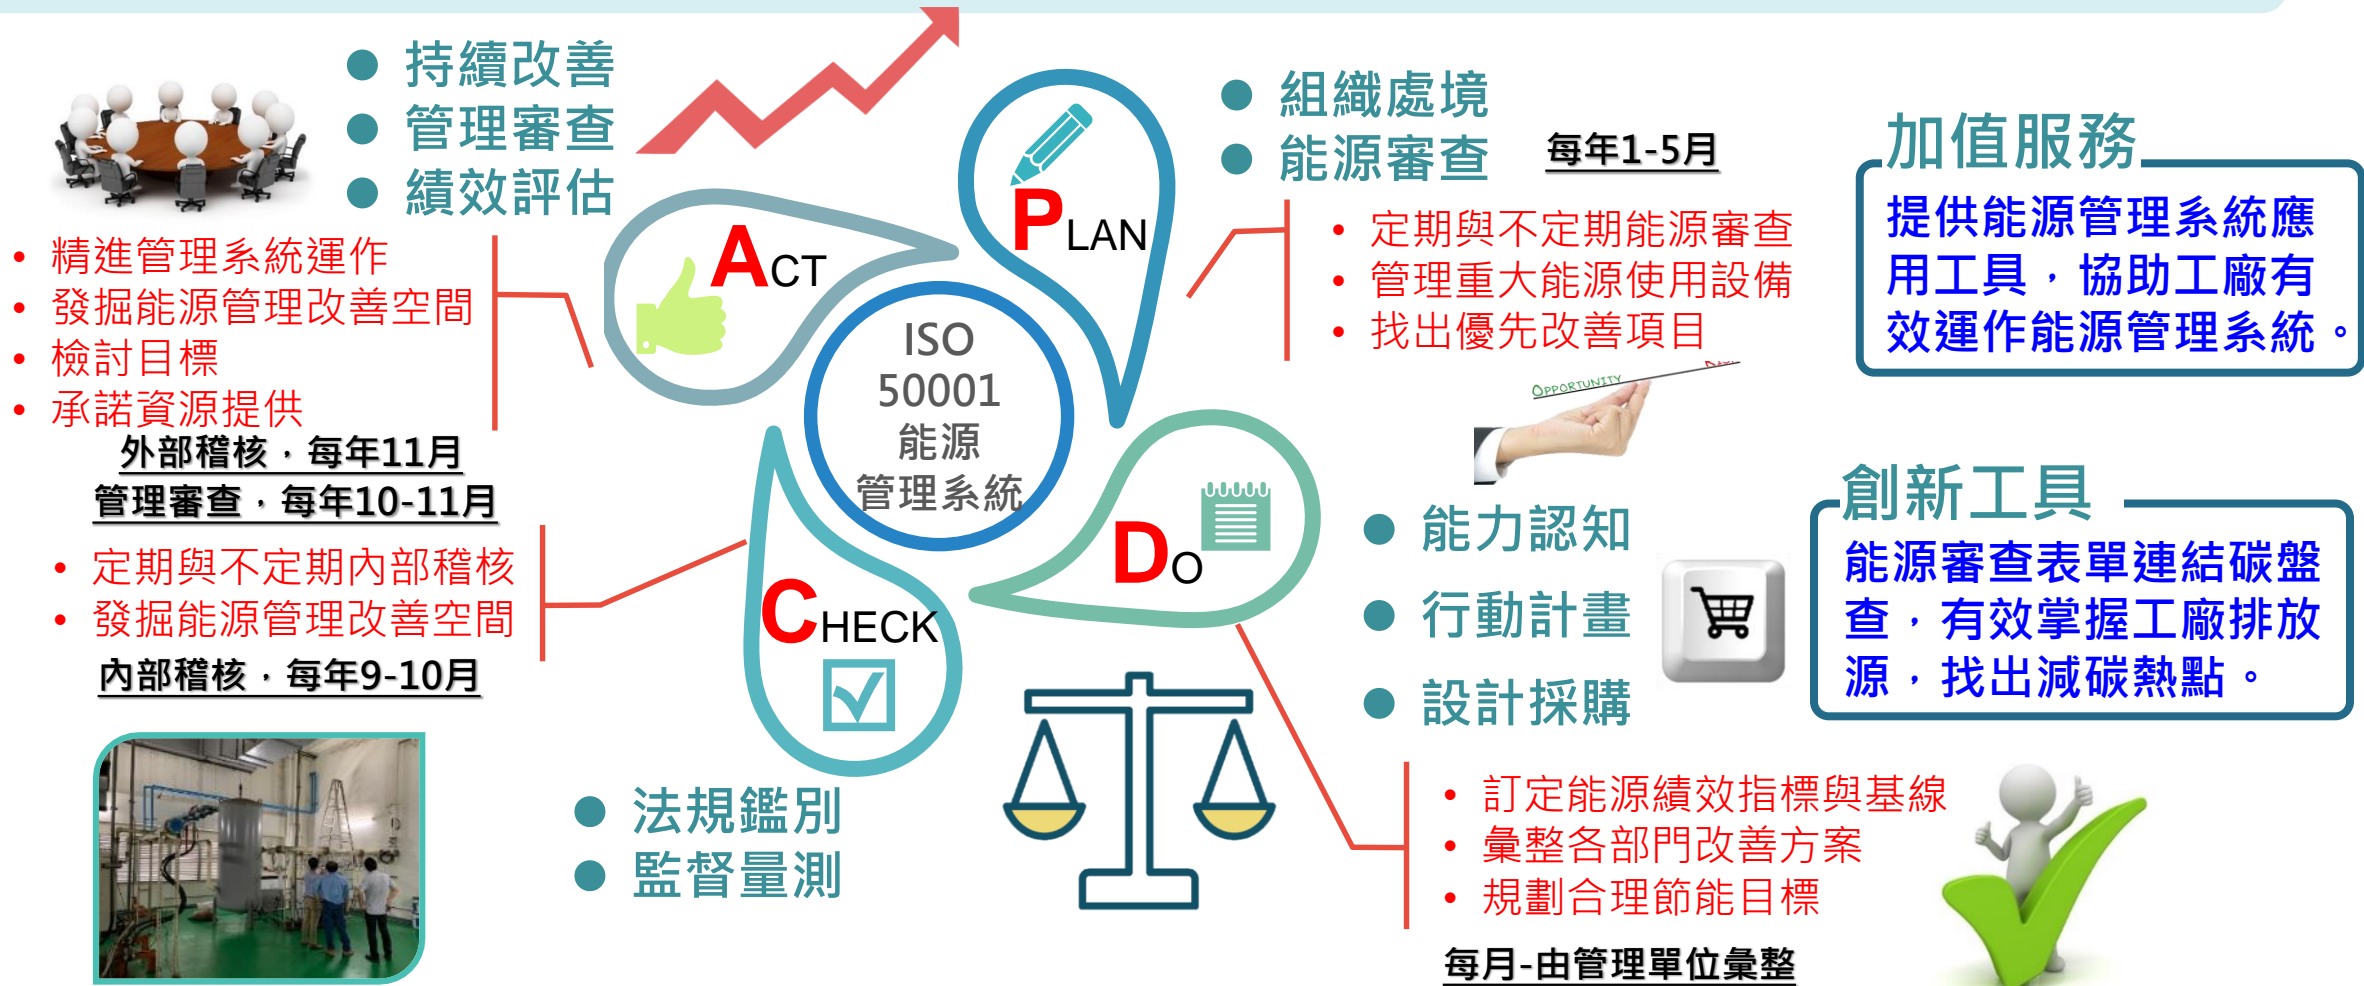 持續改善
管理審查
績效評估
精進管理系統運作
發掘能源管理改善空間
檢討目標
承諾資源提供
外部稽核，每年11月
管理審查，每年10-11月
定期與不定期內部稽核
發掘能源管理改善空間
內部稽核，每年9-10月
ACT
PLAN
ISO
50001
能源
管理系統
DO
CHECK
法規鑑別
監督量測
組織處境
能源審查
每年1-5月
定期與不定期能源審查
管理重大能源使用設備
找出優先改善項目
OPPORTUNITY
能力認知
行動計畫
設計採購
訂定能源績效指標與基線
彙整各部門改善方案
規劃合理節能目標
每月-由管理單位彙整
加值服務
提供能源管理系統應
用工具，協助工廠有
效運作能源管理系統。
創新工具
能源審查表單連結碳盤
查，有效掌握工廠排放
源，找出減碳熱點。